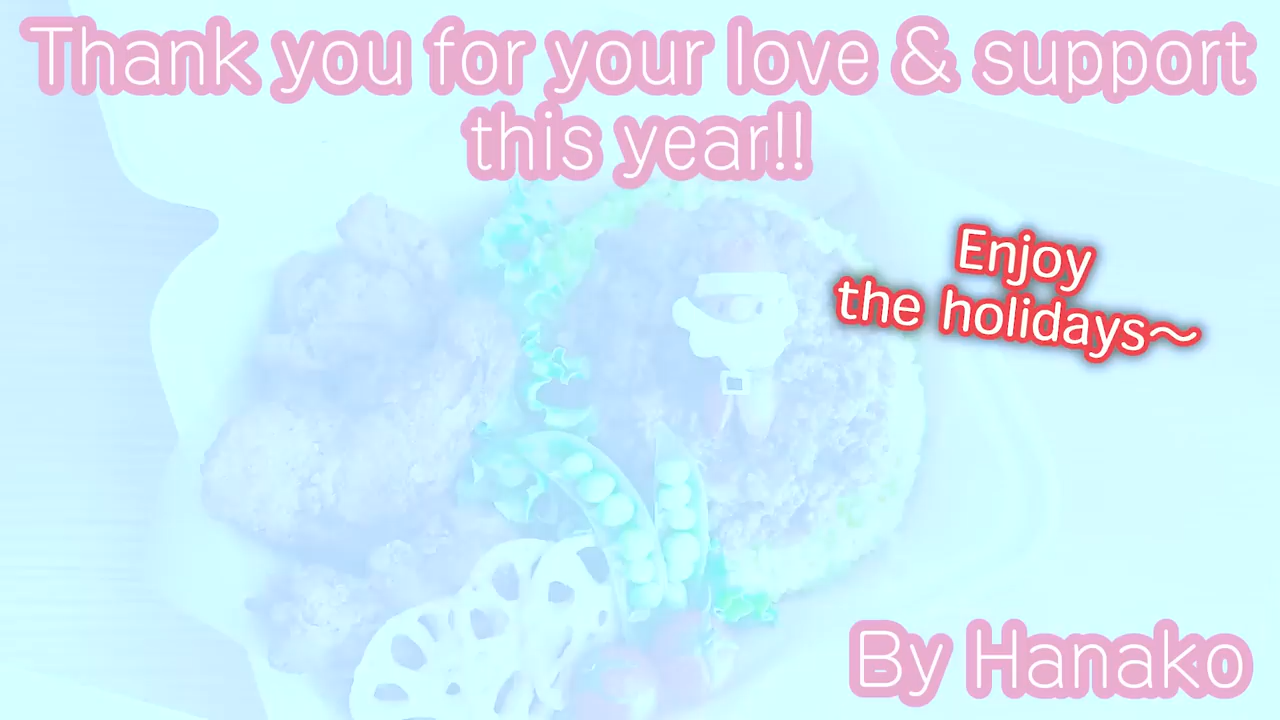 Thank you for your love & support
this year!!
Enjoy
the holidays～
By Hanako